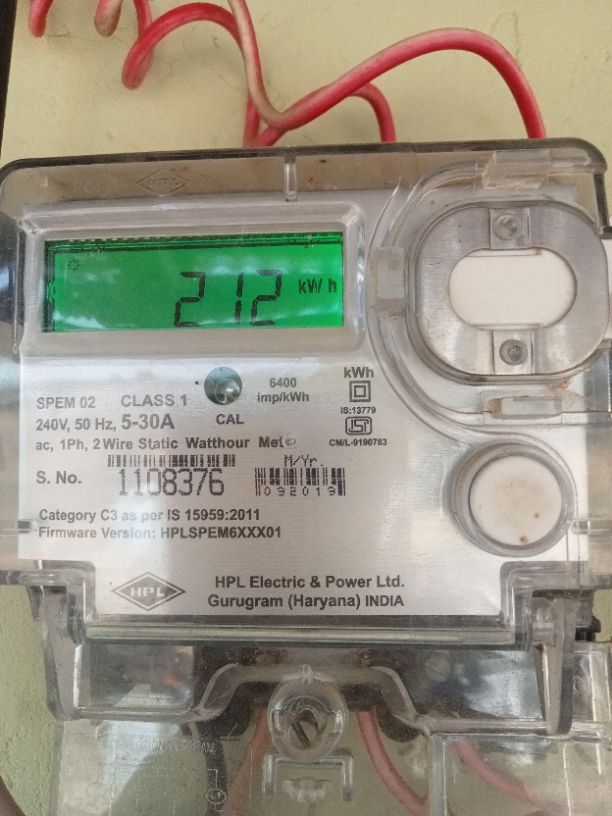 HPL
212 kWh
SPEM 02 CLASS 1
6400
imp/kWh
kWh
240V, 50 Hz, 5-30A
CAL
IS:13779
ISI
ac, 1Ph, 2 Wire Static Watthour
CM/L-9190783
M/Yr.
S. No. 1108376
092019
Category C3 as per IS 15959:2011
Firmware Version: HPLSPEM6XXX01
HPL
HPL Electric & Power Ltd.
Gurugram (Haryana) INDIA